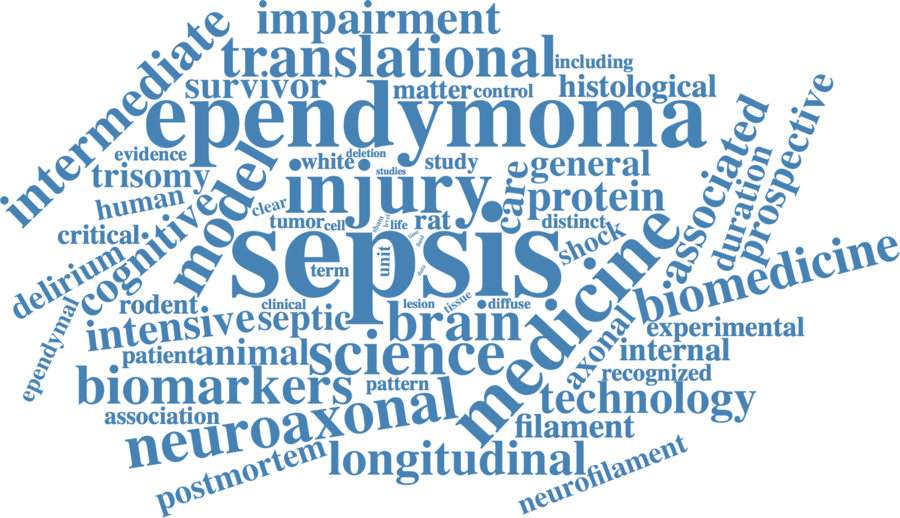 impairment
intermediate
translational
including
survivor
matter
control
histological
ependymoma
evidence
white
deletion
study
studies
general
trisomy
model
injury
care
protein
associated
duration
prospective
human
cognitive
clear
tumor
cell
life
rat
distinct
critical
sepsis
shock
delirium
term
unit
medicine
biomedicine
rodent
clinical
lesion
tissue
diffuse
ependymal
intensive
septic
brain
axonal
experimental
patient
animal
science
internal
biomarkers
pattern
recognized
association
neuroaxonal
technology
filament
postmortem
longitudinal
neurofilament